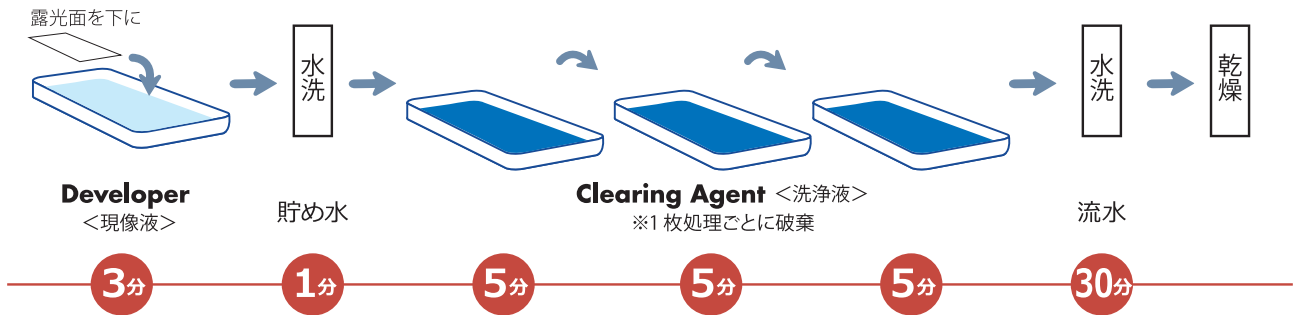 露光面を下に
水洗
水洗
乾燥
Developer
<現像液>
貯め水
Clearing Agent <洗浄液>
※1枚処理ごとに破棄
流水
3分
1分
5分
5分
5分
30分